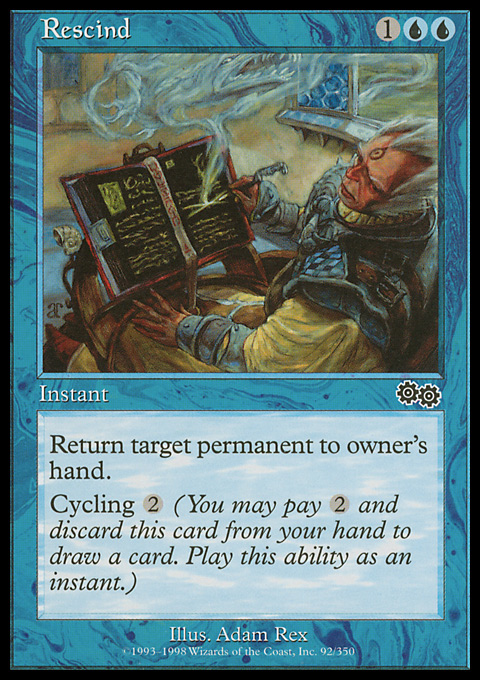 Rescind
1
Instant
Return target permanent to owner's
hand.
Cycling 2 (You may pay 2 and
discard this card from your hand to
draw a card. Play this ability as an
instant.)
Illus. Adam Rex
©1993-1998 Wizards of the Coast, Inc. 92/350